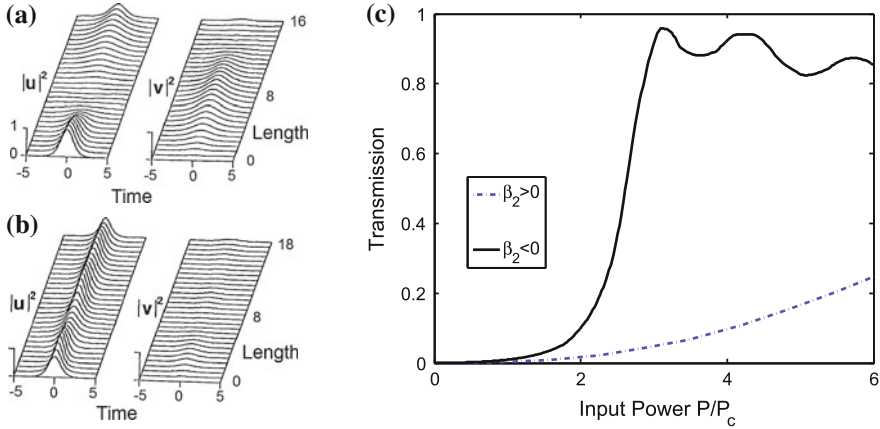 (a)
|u|²
1
0
-5
0
5
Time
|v|²
-5
0
5
16
8
0
Length
(b)
|u|²
-5
0
5
Time
|v|²
-5
0
5
Time
18
8
0
Length
(c)
Transmission
1
0.8
0.6
0.4
0.2
0
β₂>0
β₂<0
0
2
4
6
Input Power P/P_c